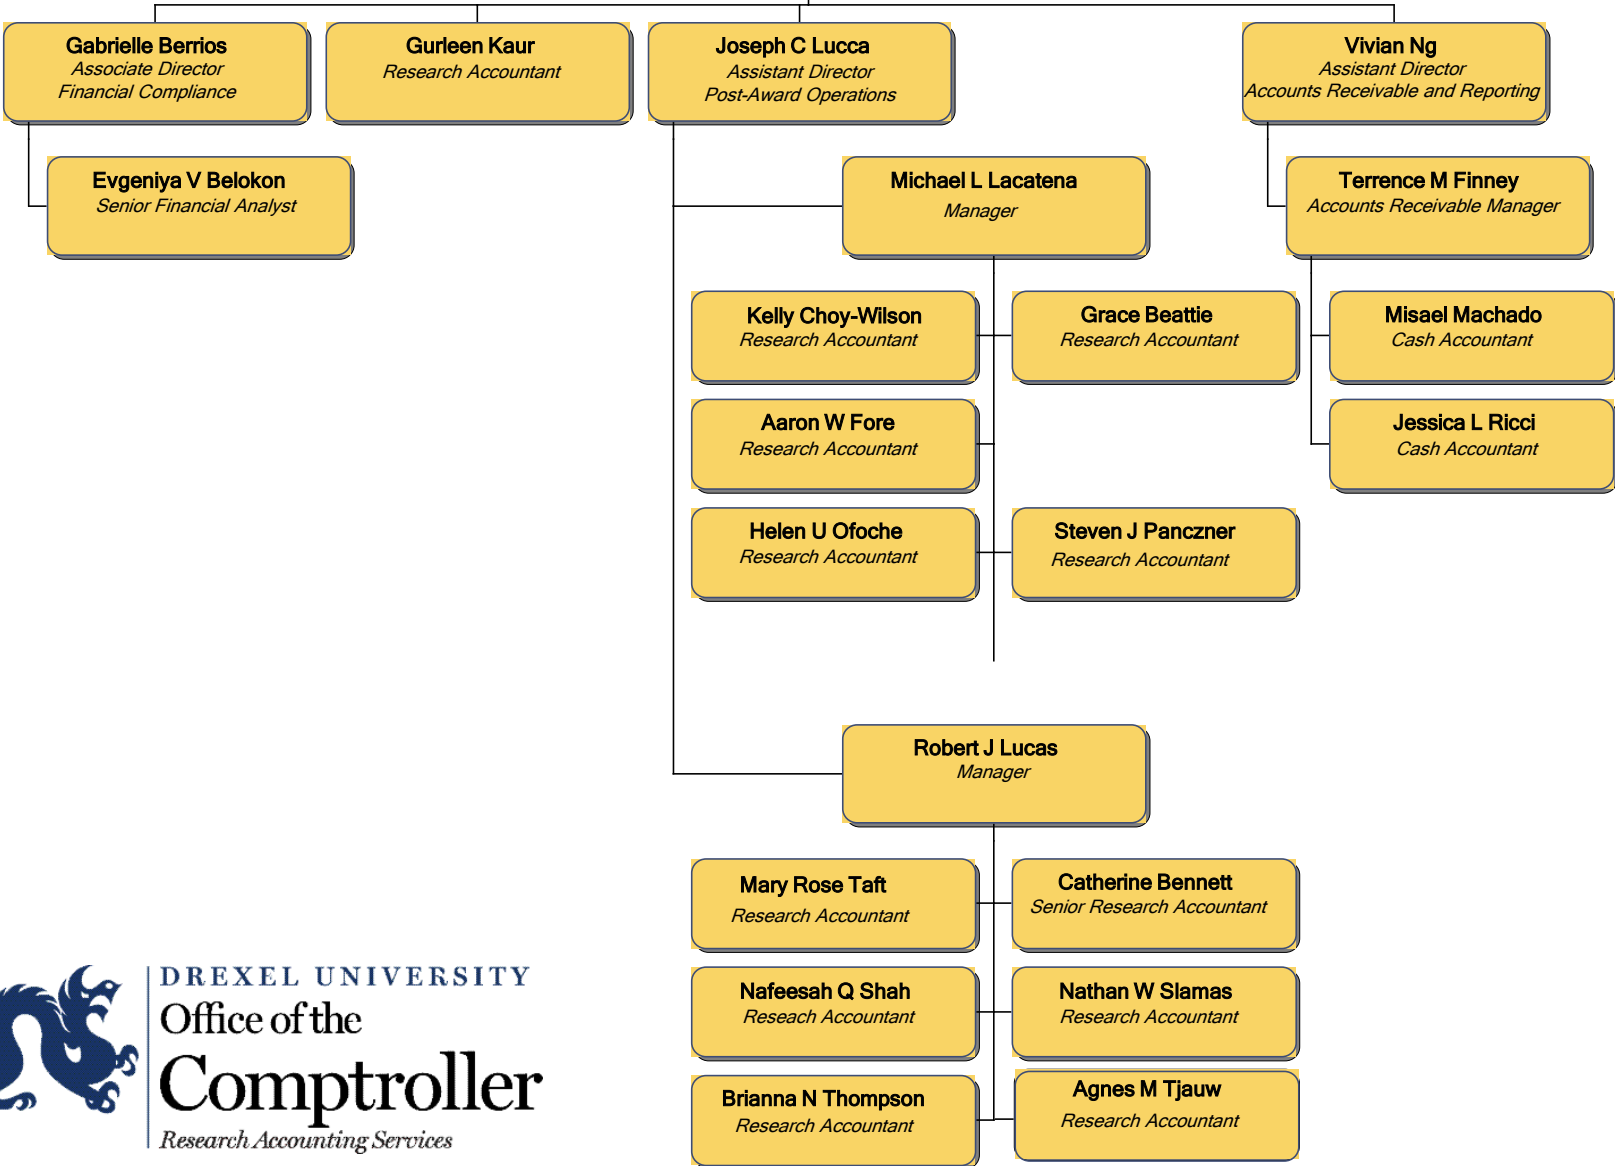 Gabrielle Berrios
Associate Director
Financial Compliance
Gurleen Kaur
Research Accountant
Joseph C Lucca
Assistant Director
Post-Award Operations
Vivian Ng
Assistant Director
Accounts Receivable and Reporting
Evgeniya V Belokon
Senior Financial Analyst
Michael L Lacatena
Manager
Terrence M Finney
Accounts Receivable Manager
Kelly Choy-Wilson
Research Accountant
Grace Beattie
Research Accountant
Misael Machado
Cash Accountant
Aaron W Fore
Research Accountant
Jessica L Ricci
Cash Accountant
Helen U Ofoche
Research Accountant
Steven J Panczner
Research Accountant
Robert J Lucas
Manager
Mary Rose Taft
Research Accountant
Catherine Bennett
Senior Research Accountant
Nafeesah Q Shah
Reseach Accountant
Nathan W Slamas
Research Accountant
Brianna N Thompson
Research Accountant
Agnes M Tjauw
Research Accountant
DREXEL UNIVERSITY
Office of the
Comptroller
Research Accounting Services